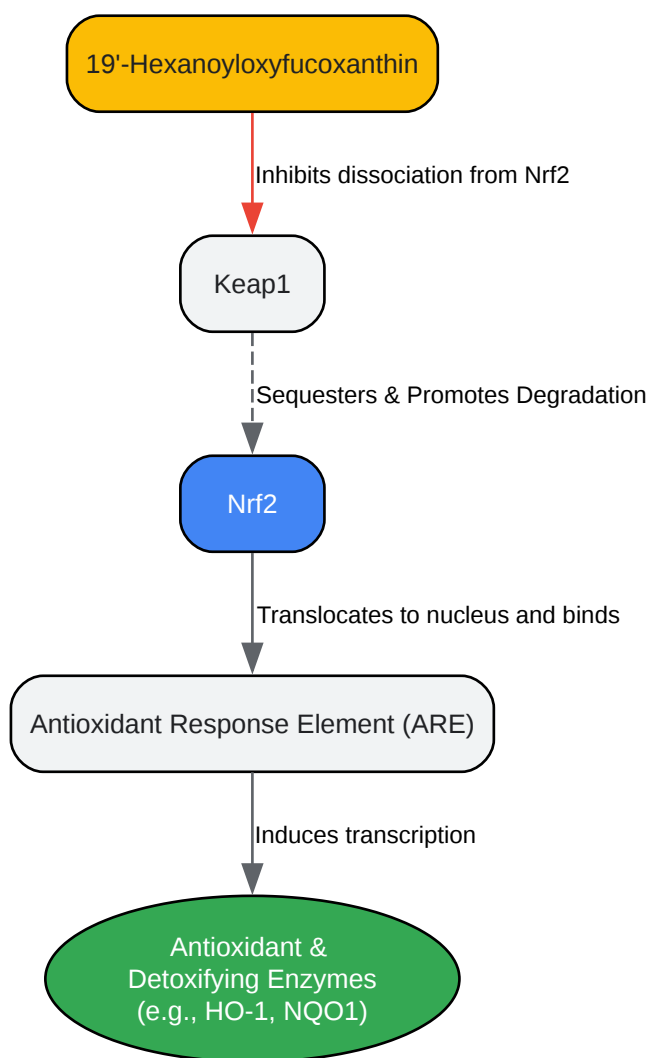 19'-Hexanoyloxyfucoxanthin
Inhibits dissociation from Nrf2
Keap1
Sequesters & Promotes Degradation
Nrf2
Translocates to nucleus and binds
Antioxidant Response Element (ARE)
Induces transcription
Antioxidant &
Detoxifying Enzymes
(e.g., HO-1, NQO1)